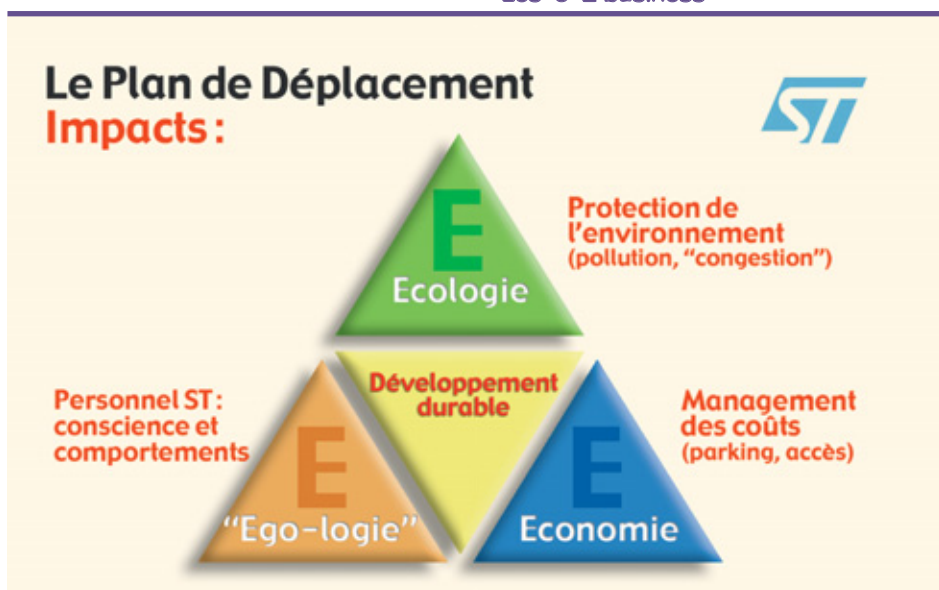 Le Plan de Déplacement
Impacts :
ST
E
Ecologie
Protection de
l'environnement
(pollution, "congestion")
Développement
durable
Personnel ST :
conscience et
comportements
E
"Ego-logie"
E
Economie
Management
des coûts
(parking, accès)